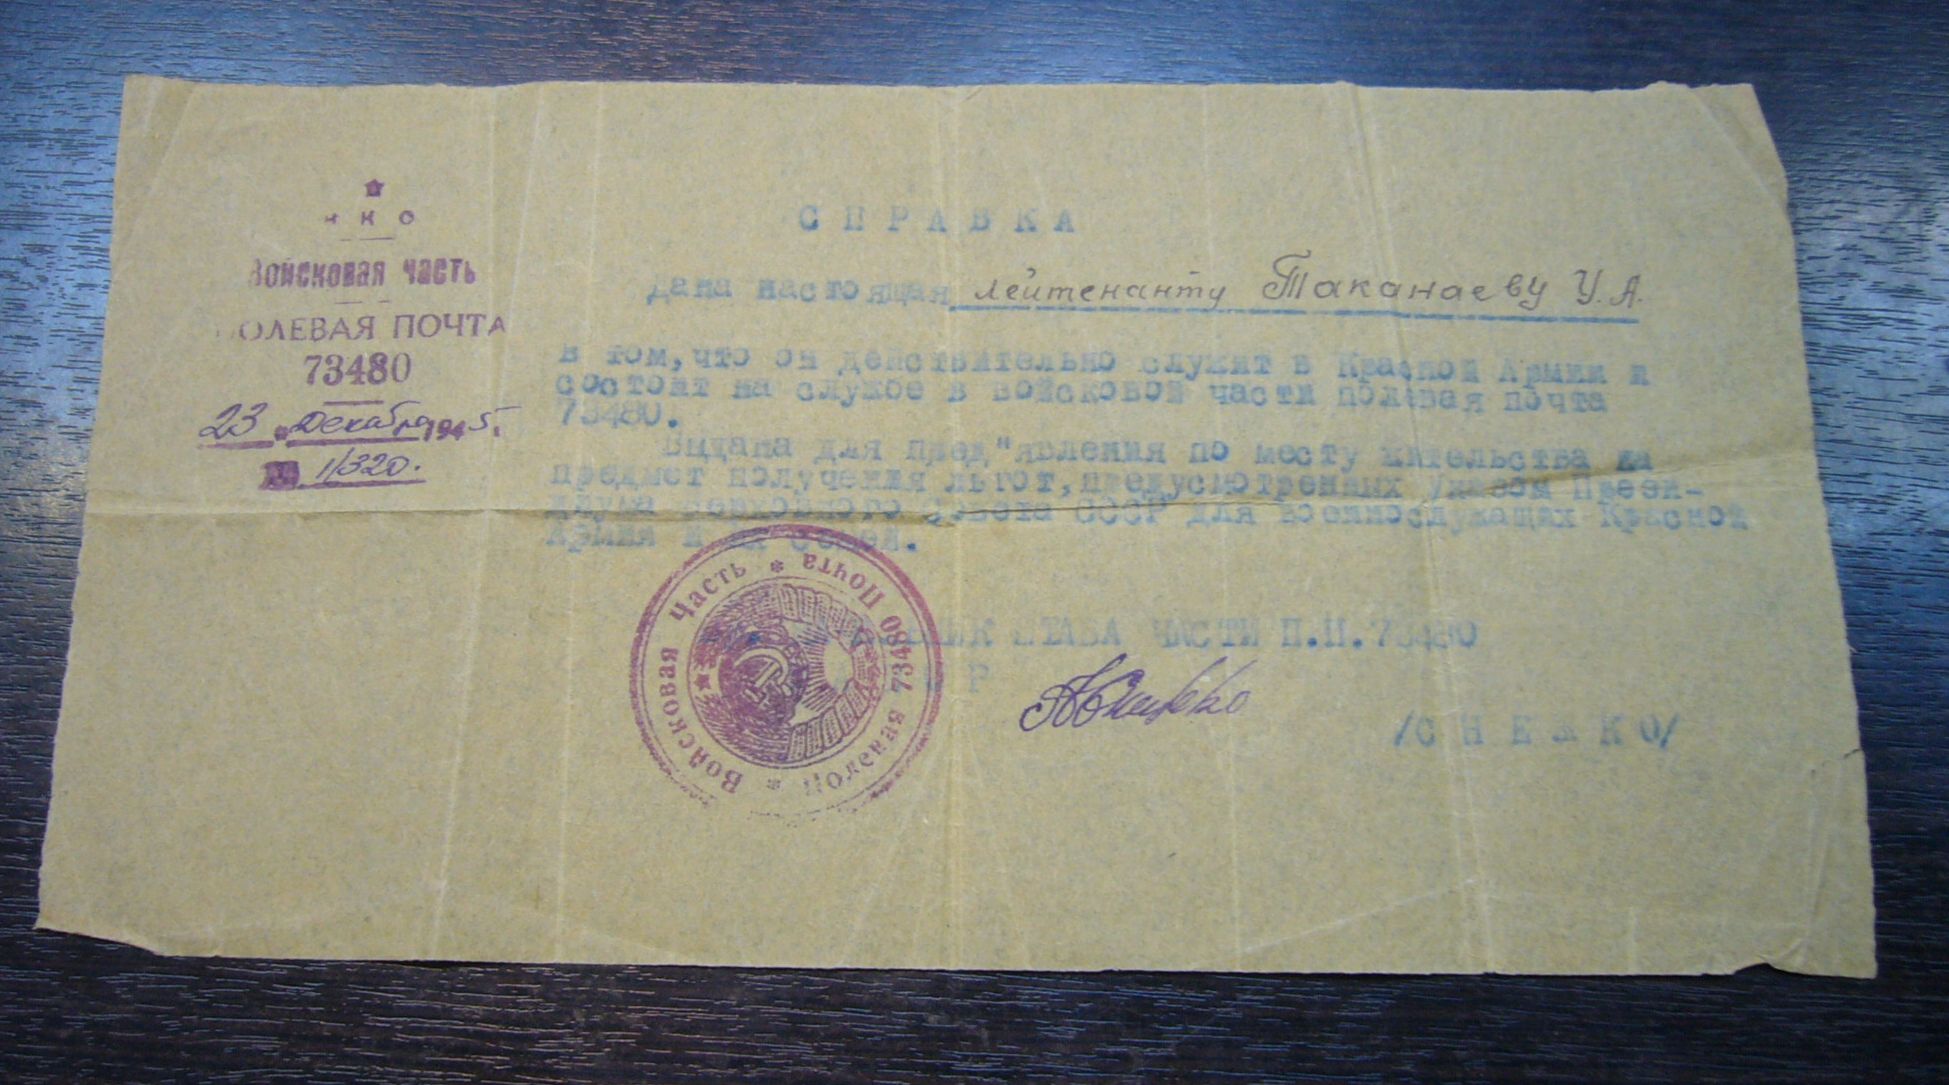 НКО
Войсковая часть
ПОЛЕВАЯ ПОЧТА
73480
23 Декабря 1945.
№ 1/320.
СПРАВКА
Дана настоящая лейтенанту Таканаеву У.А.
в том, что он действительно служит в Красной Армии и
состоит на службе в войсковой части полевая почта
73480.
Выдана для пред"явления по месту жительства на
предмет получения льгот, предусмотренных Указом Прези-
диума Верховного Совета СССР для военнослужащих Красной
Армии и их семей.
НАЧАЛЬНИК ШТАБА ЧАСТИ П.П. 73480
/СНЕЖКО/
Войсковая Часть * Полевая Почта 73480 *